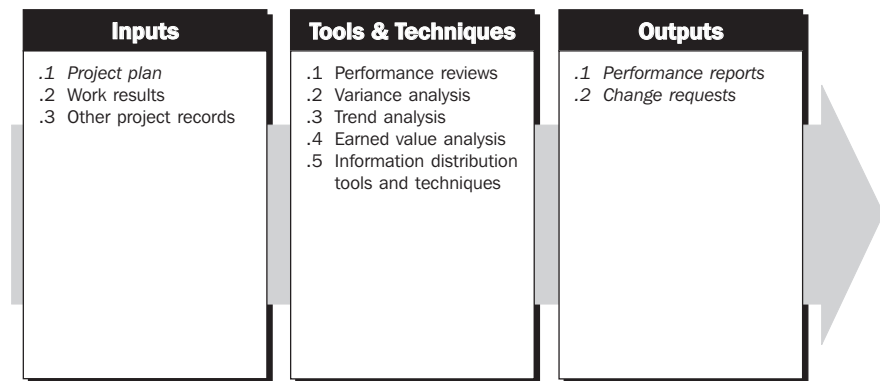 Inputs
.1 Project plan
.2 Work results
.3 Other project records
Tools & Techniques
.1 Performance reviews
.2 Variance analysis
.3 Trend analysis
.4 Earned value analysis
.5 Information distribution
tools and techniques
Outputs
.1 Performance reports
.2 Change requests